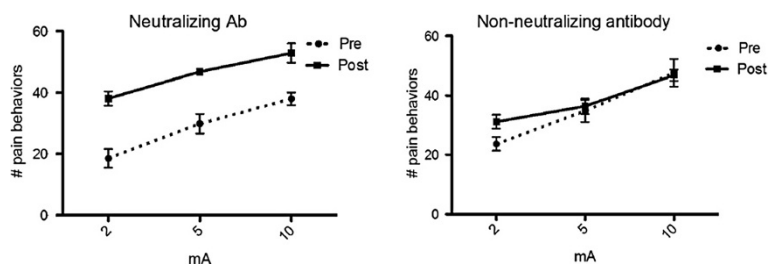 Neutralizing Ab
60
40
20
0
# pain behaviors
2
5
10
mA
Pre
Post
Non-neutralizing antibody
60
40
20
0
# pain behaviors
2
5
10
mA
Pre
Post